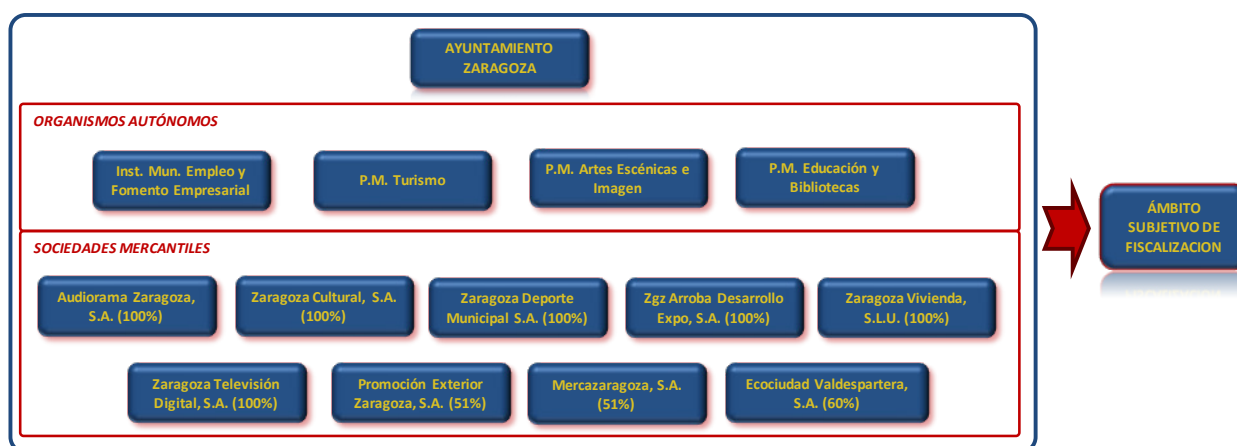 AYUNTAMIENTO
ZARAGOZA
ORGANISMOS AUTÓNOMOS
Inst. Mun. Empleo y
Fomento Empresarial
P.M. Turismo
P.M. Artes Escénicas e
Imagen
P.M. Educación y
Bibliotecas
SOCIEDADES MERCANTILES
Audiorama Zaragoza,
S.A. (100%)
Zaragoza Cultural, S.A.
(100%)
Zaragoza Deporte
Municipal S.A. (100%)
Zgz Arroba Desarrollo
Expo, S.A. (100%)
Zaragoza Vivienda,
S.L.U. (100%)
Zaragoza Televisión
Digital, S.A. (100%)
Promoción Exterior
Zaragoza, S.A. (51%)
Mercazaragoza, S.A.
(51%)
Ecociudad Valdespartera,
S.A. (60%)
ÁMBITO
SUBJETIVO DE
FISCALIZACION